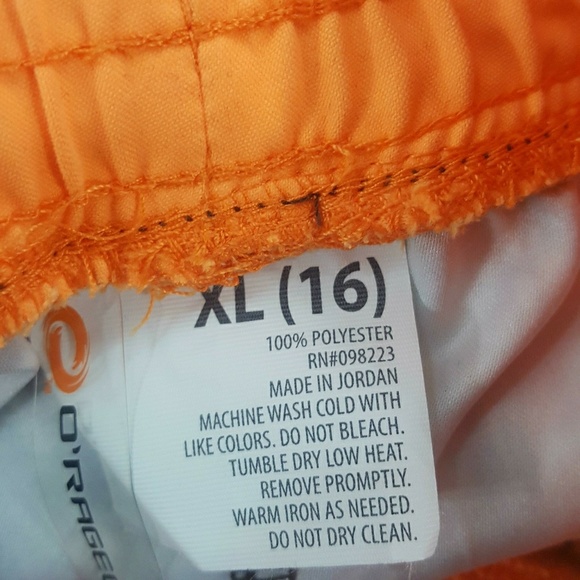 XL (16)
100% POLYESTER
RN#098223
MADE IN JORDAN
MACHINE WASH COLD WITH
LIKE COLORS. DO NOT BLEACH.
TUMBLE DRY LOW HEAT.
REMOVE PROMPTLY.
WARM IRON AS NEEDED.
DO NOT DRY CLEAN.
O'RAGE